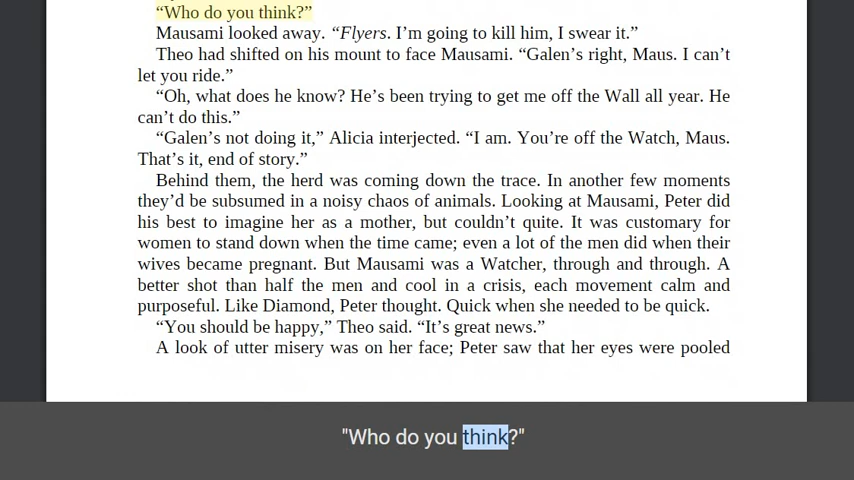 “Who do you think?”
Mausami looked away. “Flyers. I’m going to kill him, I swear it.”
Theo had shifted on his mount to face Mausami. “Galen’s right, Maus. I can’t
let you ride.”
“Oh, what does he know? He’s been trying to get me off the Wall all year. He
can’t do this.”
“Galen’s not doing it,” Alicia interjected. “I am. You’re off the Watch, Maus.
That’s it, end of story.”
Behind them, the herd was coming down the trace. In another few moments
they’d be subsumed in a noisy chaos of animals. Looking at Mausami, Peter did
his best to imagine her as a mother, but couldn’t quite. It was customary for
women to stand down when the time came; even a lot of the men did when their
wives became pregnant. But Mausami was a Watcher, through and through. A
better shot than half the men and cool in a crisis, each movement calm and
purposeful. Like Diamond, Peter thought. Quick when she needed to be quick.
“You should be happy,” Theo said. “It’s great news.”
A look of utter misery was on her face; Peter saw that her eyes were pooled
"Who do you think?"